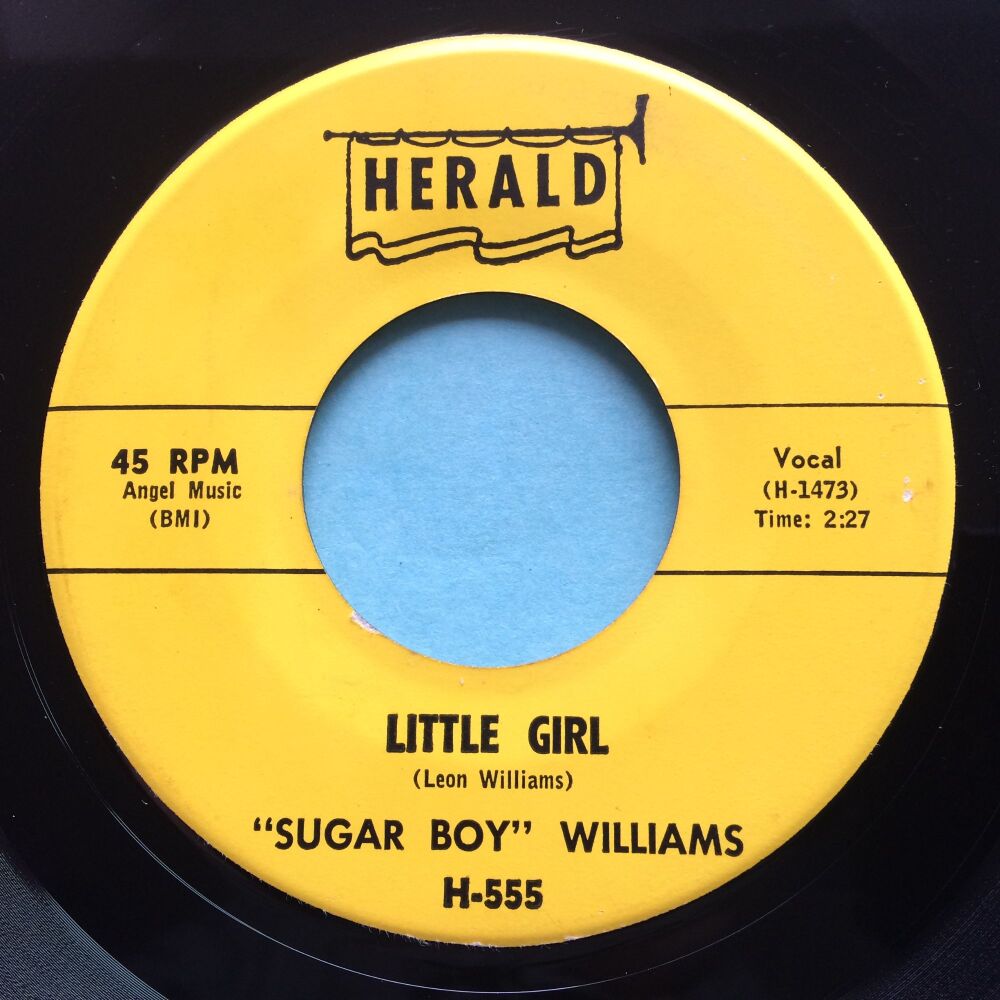 HERALD
45 RPM
Angel Music
(BMI)
Vocal
(H-1473)
Time: 2:27
LITTLE GIRL
(Leon Williams)
“SUGAR BOY” WILLIAMS
H-555